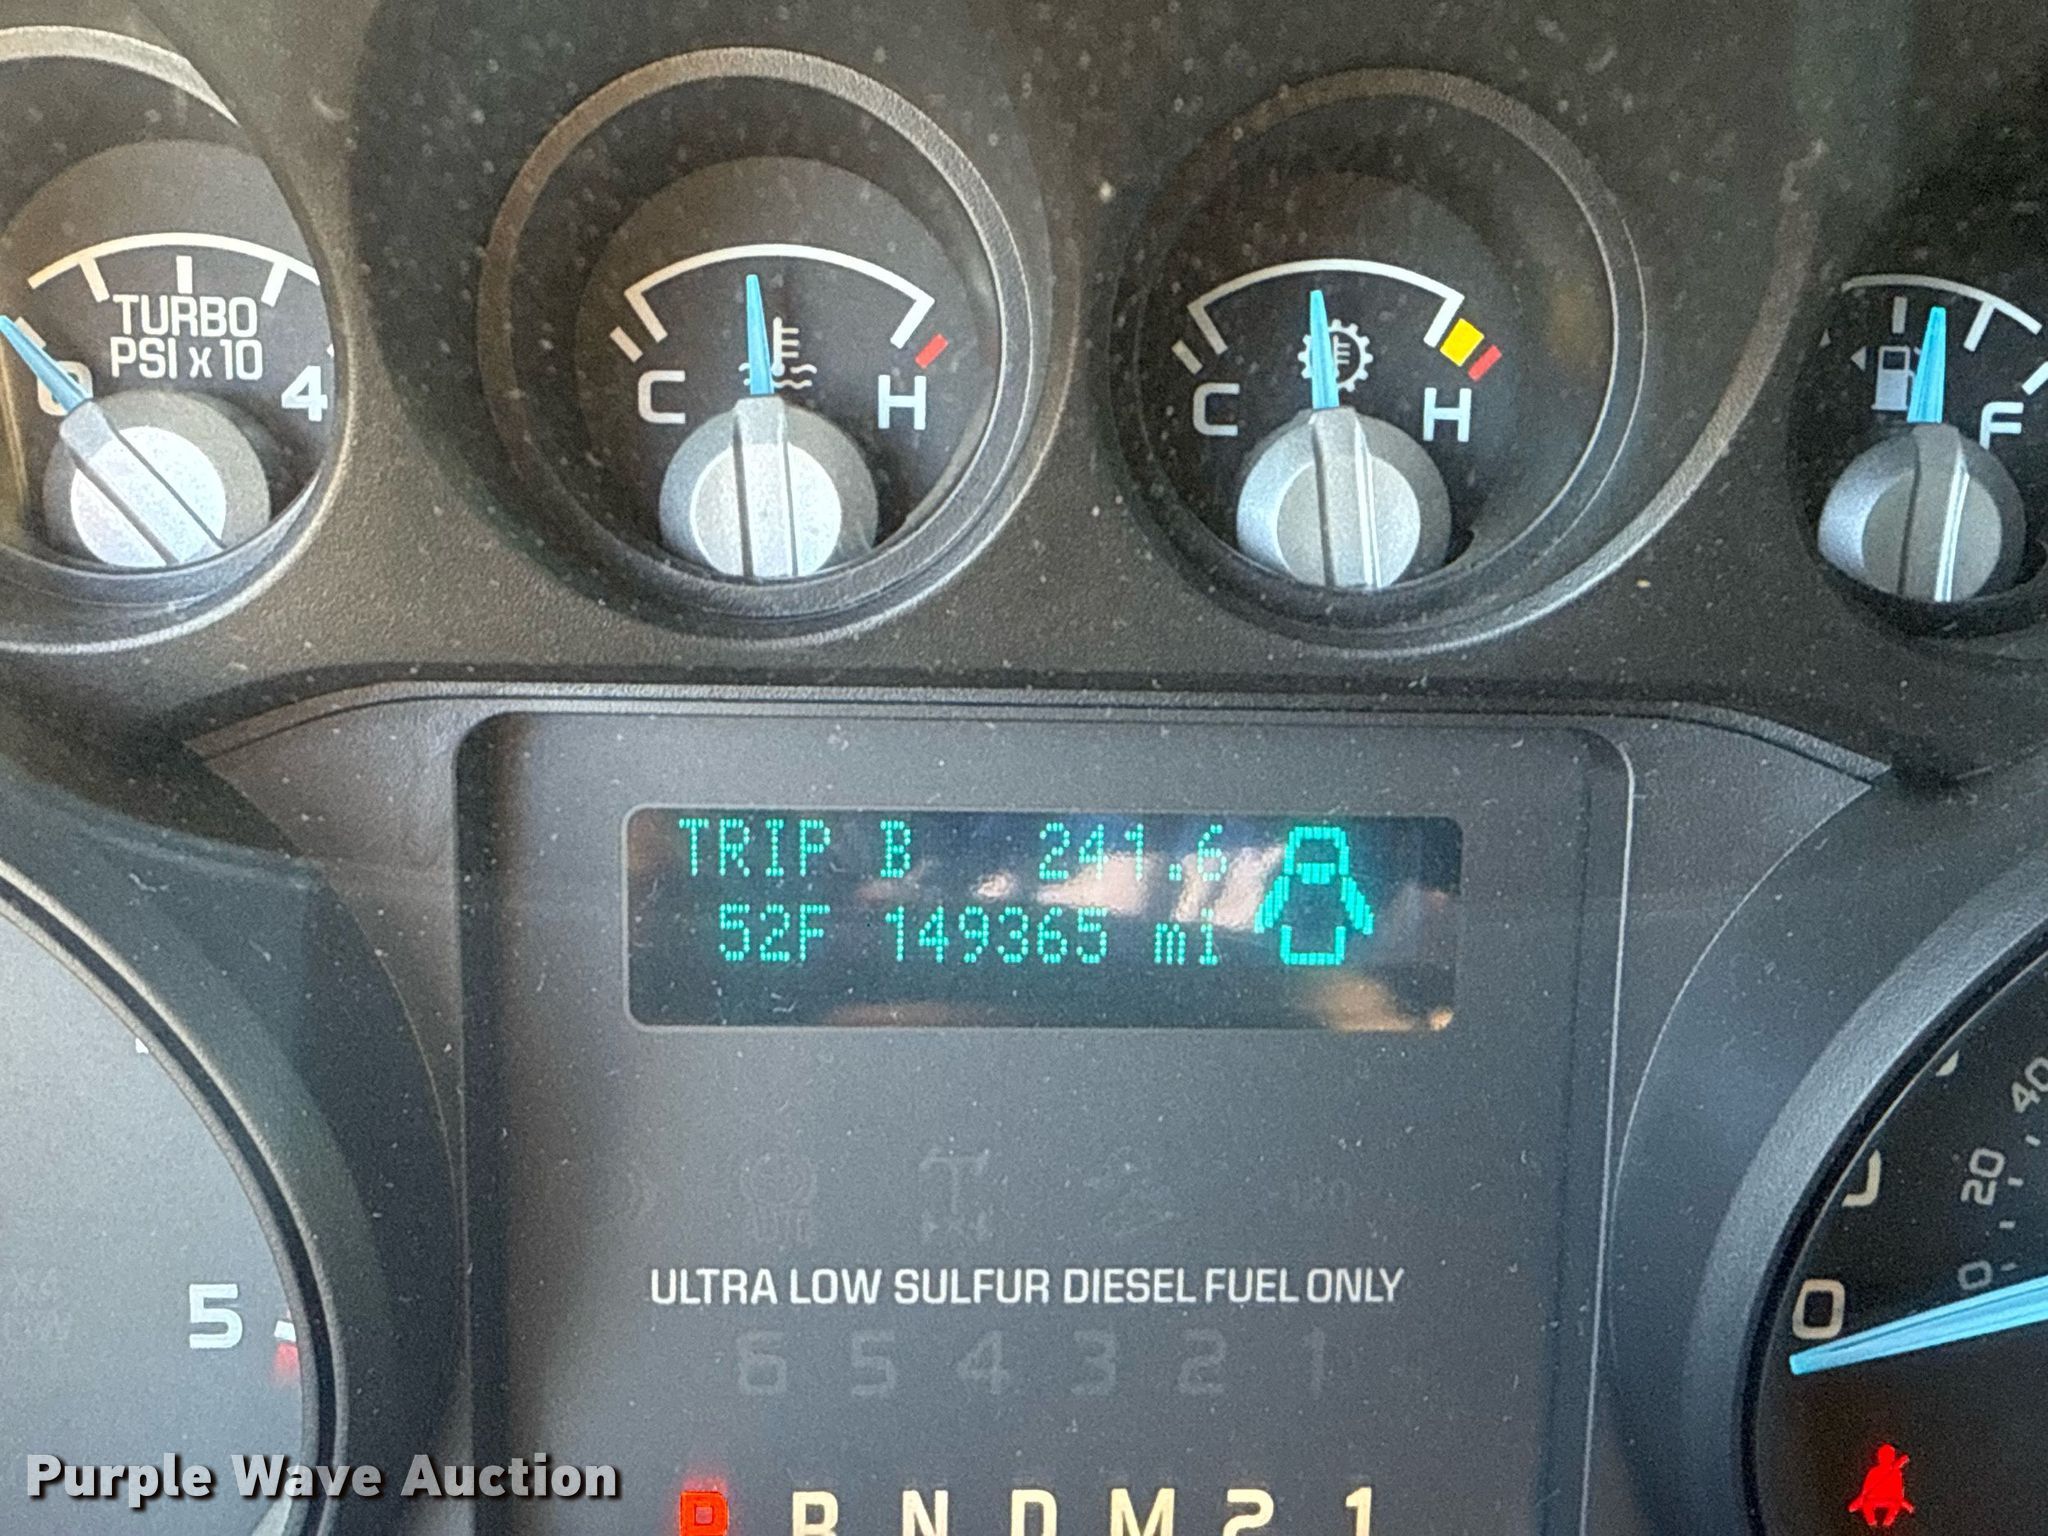 TURBO
PSI x 10
0
4
C
H
C
H
F
TRIP B 241.6
52F 149365 mi
40
20
0
0
5
ULTRA LOW SULFUR DIESEL FUEL ONLY
6 5 4 3 2 1
P R N D M 2 1
Purple Wave Auction